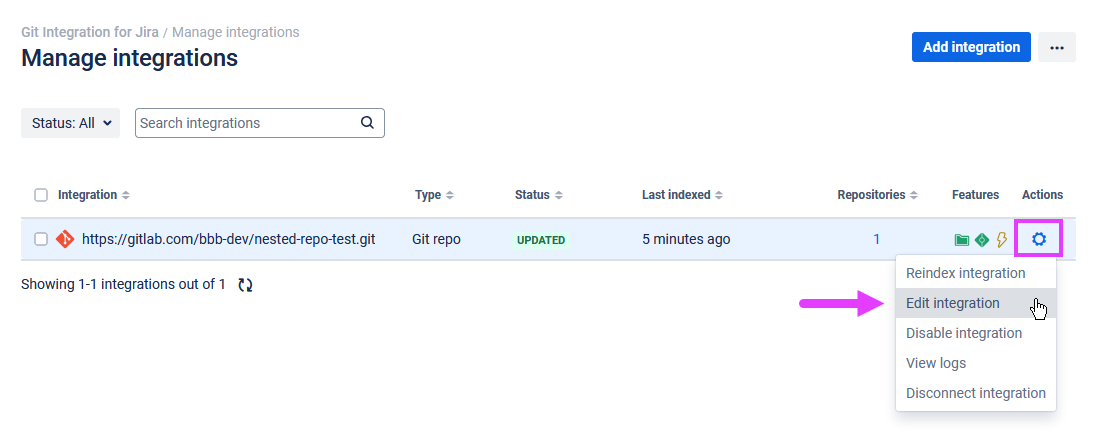 Git Integration for Jira / Manage integrations
Manage integrations
Add integration
...
Status: All
Search integrations
Integration Type Status Last indexed Repositories Features Actions
https://gitlab.com/bbb-dev/nested-repo-test.git Git repo UPDATED 5 minutes ago 1
Showing 1-1 integrations out of 1
Reindex integration
Edit integration
Disable integration
View logs
Disconnect integration